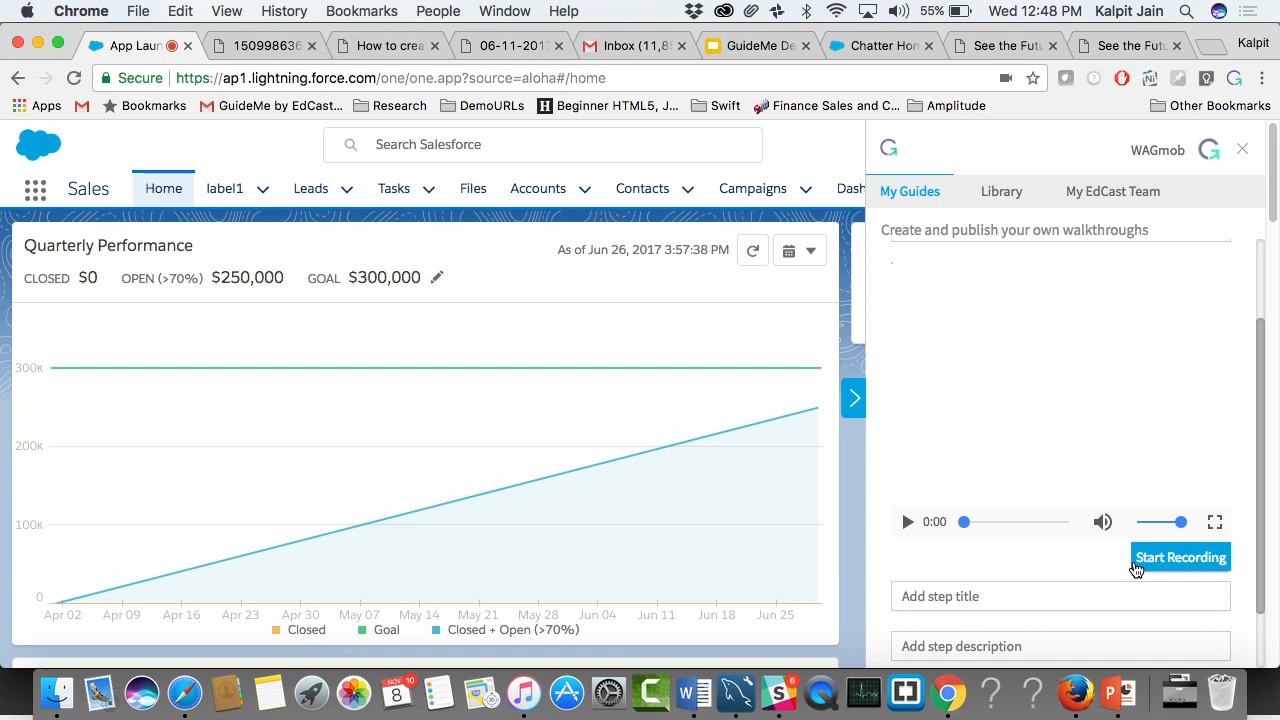 Chrome File Edit View History Bookmarks People Window Help 55% Wed 12:48 PM Kalpit Jain
App Laun 150998636 How to crea 06-11-201 Inbox (11,8 GuideMe De Chatter Hon See the Futu See the Futu Kalpit
Secure https://ap1.lightning.force.com/one/one.app?source=aloha#/home
Apps Bookmarks GuideMe by EdCast... Research DemoURLs Beginner HTML5, J... Swift Finance Sales and C... Amplitude Other Bookmarks
Search Salesforce
WAGmob
Sales Home label1 Leads Tasks Files Accounts Contacts Campaigns Dash
My Guides Library My EdCast Team
Create and publish your own walkthroughs
Quarterly Performance
As of Jun 26, 2017 3:57:38 PM
CLOSED $0 OPEN (>70%) $250,000 GOAL $300,000
300K
200K
100K
0
Apr 02 Apr 09 Apr 16 Apr 23 Apr 30 May 07 May 14 May 21 May 28 Jun 04 Jun 11 Jun 18 Jun 25
Closed Goal Closed + Open (>70%)
0:00
Start Recording
Add step title
Add step description
NOV 10
8
6